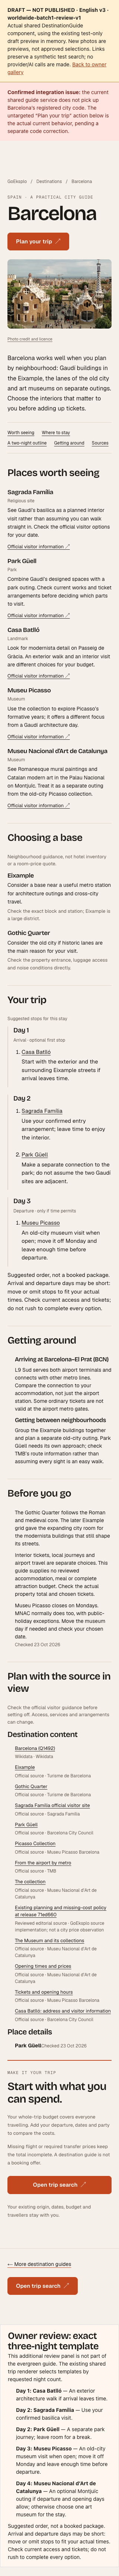 DRAFT — NOT PUBLISHED · English v3 ·
worldwide-batch1-review-v1
Actual shared DestinationGuide
component, using the existing test-only
draft preview in memory. Hero photos are
previews, not approved selections. Links
preserve a synthetic test search; no
provider/AI calls are made. Back to owner
gallery
Confirmed integration issue: the current
shared guide service does not pick up
Barcelona's registered city context. The
untargeted "Plan your trip" action below is
the actual current behavior, pending a
separate code correction.
GoEksplo / Destinations / Barcelona
SPAIN · A PRACTICAL CITY GUIDE
Barcelona
Plan your trip ↗
Photo credit and licence
Barcelona works well when you plan
by neighbourhood: Gaudí buildings in
the Eixample, the lanes of the old city
and art museums on separate outings.
Choose the interiors that matter to
you before adding up tickets.
Worth seeing Where to stay
A two-night outline Getting around Sources
Places worth seeing
Sagrada Família
Religious site
See Gaudí's basilica as a planned interior
visit rather than assuming you can walk
straight in. Check the official visitor options
for your date.
Official visitor information ↗
Park Güell
Park
Combine Gaudí's designed spaces with a
park outing. Check current works and ticket
arrangements before deciding which parts
to visit.
Official visitor information ↗
Casa Batlló
Landmark
Look for modernista detail on Passeig de
Gràcia. An exterior walk and an interior visit
are different choices for your budget.
Official visitor information ↗
Museu Picasso
Museum
Use the collection to explore Picasso's
formative years; it offers a different focus
from a Gaudí architecture day.
Official visitor information ↗
Museu Nacional d'Art de Catalunya
Museum
See Romanesque mural paintings and
Catalan modern art in the Palau Nacional
on Montjuïc. Treat it as a separate outing
from the old-city Picasso collection.
Official visitor information ↗
Choosing a base
Neighbourhood guidance, not hotel inventory
or a room-price quote.
Eixample
Consider a base near a useful metro station
for architecture outings and cross-city
travel.
Check the exact block and station; Eixample is
a large district.
Gothic Quarter
Consider the old city if historic lanes are
the main reason for your visit.
Check the property entrance, luggage access
and noise conditions directly.
Your trip
Suggested stops for this stay
Day 1
Arrival · optional first stop
1. Casa Batlló
Start with the exterior and the
surrounding Eixample streets if
arrival leaves time.
Day 2
1. Sagrada Família
Use your confirmed entry
arrangement; leave time to enjoy
the interior.
2. Park Güell
Make a separate connection to the
park; do not assume the two Gaudí
sites are adjacent.
Day 3
Departure · only if time permits
1. Museu Picasso
An old-city museum visit when
open; move it off Monday and
leave enough time before
departure.
Suggested order, not a booked package.
Arrival and departure days may be short:
move or omit stops to fit your actual
times. Check current access and tickets;
do not rush to complete every option.
Getting around
Arriving at Barcelona–El Prat (BCN)
L9 Sud serves both airport terminals and
connects with other metro lines.
Compare the connection to your
accommodation, not just the airport
station. Some ordinary tickets are not
valid at airport metro gates.
Getting between neighbourhoods
Group the Eixample buildings together
and plan a separate old-city outing. Park
Güell needs its own approach; check
TMB's route information rather than
assuming every sight is an easy walk.
Before you go
The Gothic Quarter follows the Roman
and medieval core. The later Eixample
grid set the expanding city room for
the modernista buildings that still shape
its streets.
Interior tickets, local journeys and
airport travel are separate choices. This
guide supplies no reviewed
accommodation, meal or complete
attraction budget. Check the actual
property total and chosen tickets.
Museu Picasso closes on Mondays.
MNAC normally does too, with public-
holiday exceptions. Move the museum
day if needed and check your chosen
date.
Checked 23 Oct 2026
Plan with the source in
view
Check the official visitor guidance before
setting off. Access, services and arrangements
can change.
Destination content
Barcelona (Q1492)
Wikidata · Wikidata
Eixample
Official source · Turisme de Barcelona
Gothic Quarter
Official source · Turisme de Barcelona
Sagrada Família official visitor site
Official source · Sagrada Família
Park Güell
Official source · Barcelona City Council
Picasso Collection
Official source · Museu Picasso Barcelona
From the airport by metro
Official source · TMB
The collection
Official source · Museu Nacional d'Art de
Catalunya
Existing planning and missing-cost policy
Reviewed editorial source · GoEksplo source
implementation; not a city price observation
The Museum and its collections
Official source · Museu Nacional d'Art de
Catalunya
Opening times and prices
Official source · Museu Nacional d'Art de
Catalunya
Tickets and opening hours
Official source · Museu Picasso Barcelona
Casa Batlló: address and visitor information
Official source · Barcelona City Council
Place details
Park Güell Checked 23 Oct 2026
MAKE IT YOUR TRIP
Start with what you
can spend.
Your whole-trip budget covers everyone
travelling. Add your departure, dates and party
to compare the costs.
Missing flight or required transfer prices keep
the total incomplete. A destination guide is not
a booking offer.
Open trip search ↗
Your existing origin, dates, budget and
travellers stay with you.
← More destination guides
Open trip search ↗
Owner review: exact
three-night template
This additional review panel is not part of
the evergreen guide. The existing shared
trip renderer selects templates by
requested night count.
Day 1: Casa Batlló — An exterior
architecture walk if arrival leaves time.
Day 2: Sagrada Família — Use your
confirmed basilica visit.
Day 2: Park Güell — A separate park
journey; leave room for a break.
Day 3: Museu Picasso — An old-city
museum visit when open; move it off
Monday and leave enough time before
departure.
Day 4: Museu Nacional d'Art de
Catalunya — An optional Montjuïc
outing if departure and opening days
allow; otherwise choose one art
museum for the stay.
Suggested order, not a booked package.
Arrival and departure days may be short:
move or omit stops to fit your actual times.
Check current access and tickets; do not
rush to complete every option.